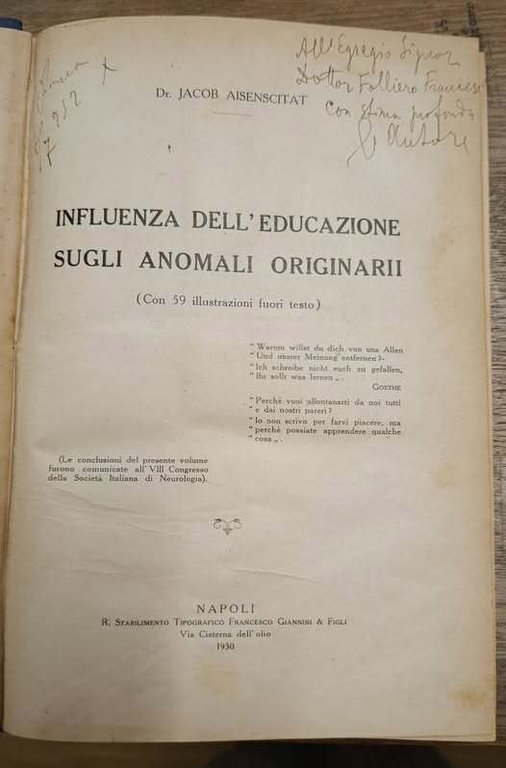 All'Egregio Signor
Dottor Falliero Frances
con stima profonda
l'Autore
Dr. JACOB AISENSCITAT
INFLUENZA DELL'EDUCAZIONE
SUGLI ANOMALI ORIGINARII
(Con 59 illustrazioni fuori testo)
" Warum willst du dich von uns Allen
" Und unsrer Meinung entfernen?-
" Ich schreibe nicht euch zu gefallen,
" Ihr sollt was lernen „.
GOETHE
" Perchè vuoi allontanarti da noi tutti
" e dai nostri pareri?
" Io non scrivo per farvi piacere, ma
" perchè possiate apprendere qualche
" cosa „.
(Le conclusioni del presente volume
furono comunicate all'VIII Congresso
della Società Italiana di Neurologia).
NAPOLI
R. STABILIMENTO TIPOGRAFICO FRANCESCO GIANNINI & FIGLI
Via Cisterna dell'olio
1930